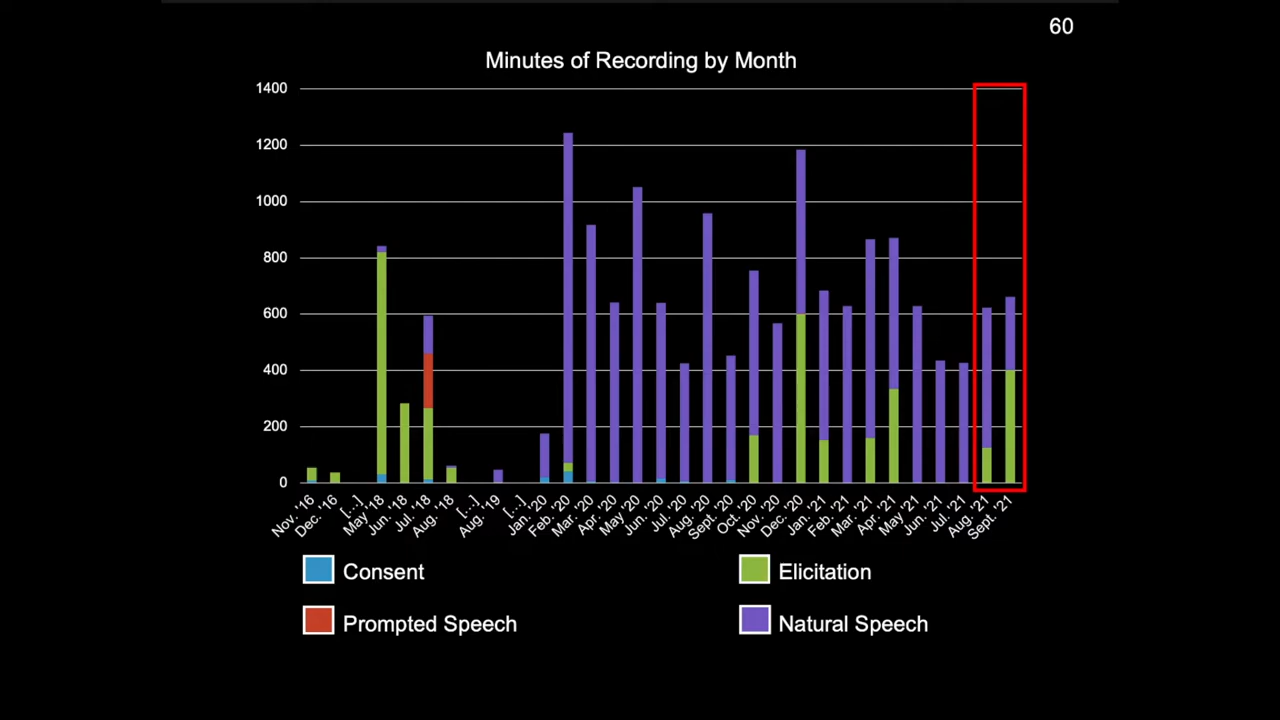 60
Minutes of Recording by Month
1400
1200
1000
800
600
400
200
0
Nov. '16
Dec. '16
[...]
May '18
Jun. '18
Jul. '18
Aug. '18
[...]
Aug. '19
[...]
Jan. '20
Feb. '20
Mar. '20
Apr. '20
May '20
Jun. '20
Jul. '20
Aug. '20
Sept. '20
Oct. '20
Nov. '20
Dec. '20
Jan. '21
Feb. '21
Mar. '21
Apr. '21
May '21
Jun. '21
Jul. '21
Aug. '21
Sept. '21
Consent
Elicitation
Prompted Speech
Natural Speech